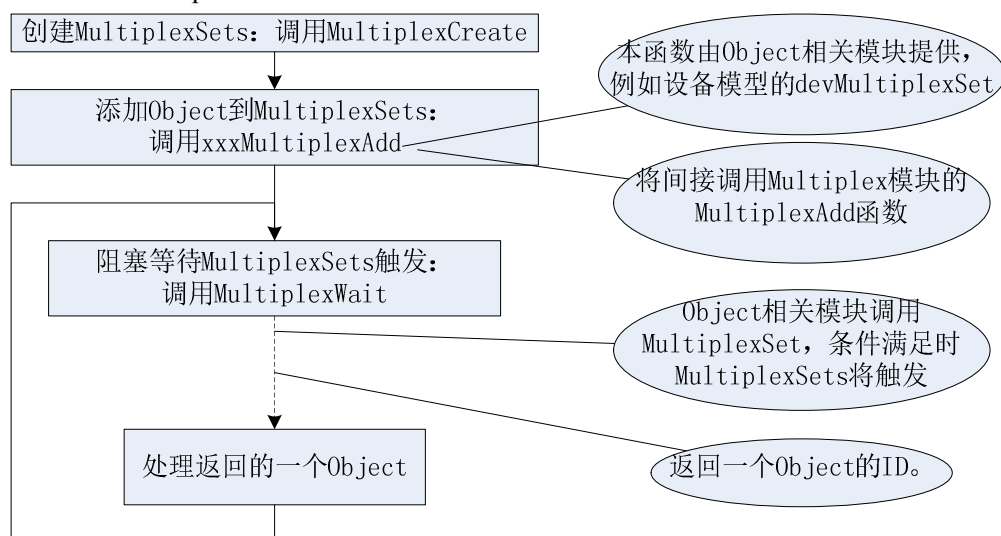 创建MultiplexSets：调用MultiplexCreate
添加Object到MultiplexSets：
调用xxxMultiplexAdd
本函数由Object相关模块提供，
例如设备模型的devMultiplexSet
将间接调用Multiplex模块的
MultiplexAdd函数
阻塞等待MultiplexSets触发：
调用MultiplexWait
Object相关模块调用
MultiplexSet，条件满足时
MultiplexSets将触发
处理返回的一个Object
返回一个Object的ID。